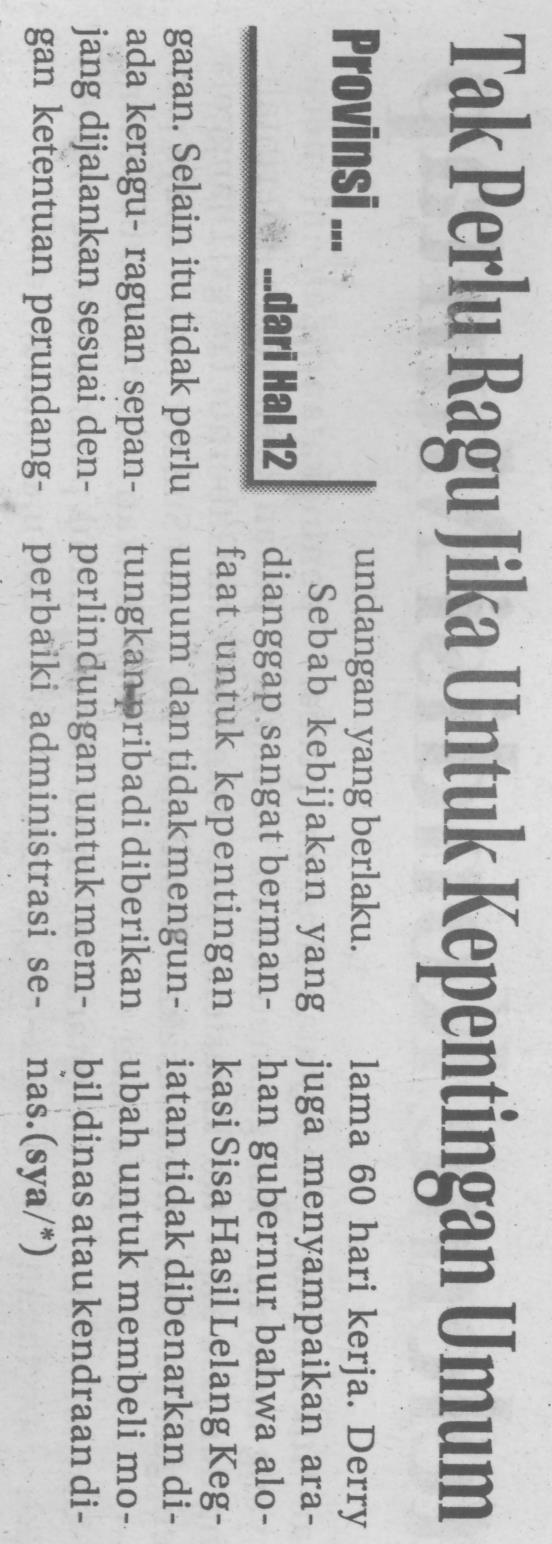 Tak Perlu Ragu Jika Untuk Kepentingan Umum
Provinsi ...
...dari Hal 12
garan. Selain itu tidak perlu
ada keragu- raguan sepan-
jang dijalankan sesuai den-
gan ketentuan perundang-
undangan yang berlaku.
Sebab kebijakan yang
dianggap sangat berman-
faat untuk kepentingan
umum dan tidak mengun-
tungkan pribadi diberikan
perlindungan untuk mem-
perbaiki administrasi se-
lama 60 hari kerja. Derry
juga menyampaikan ara-
han gubernur bahwa alo-
kasi Sisa Hasil Lelang Keg-
iatan tidak dibenarkan di-
ubah untuk membeli mo-
bil dinas atau kendraan di-
nas.(sya/*)